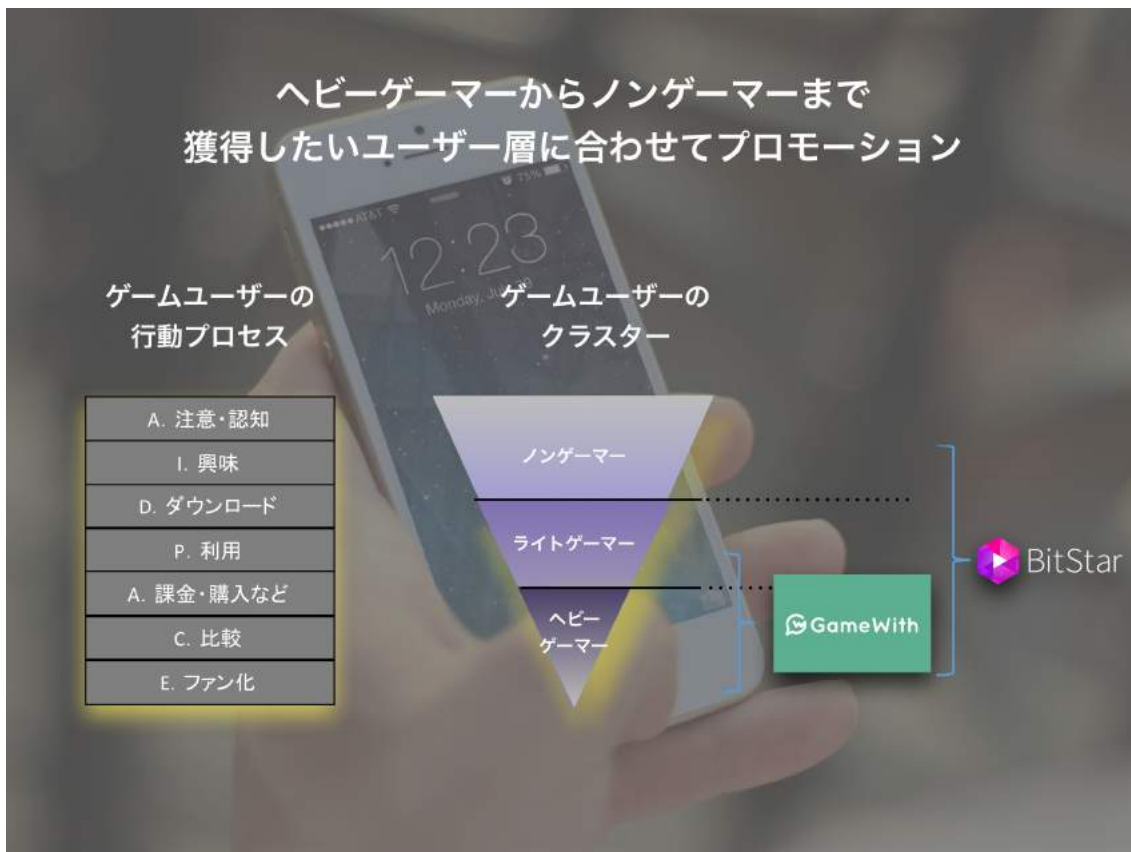 ヘビーゲーマーからノンゲーマーまで
獲得したいユーザー層に合わせてプロモーション
75%
AT&T
12:23
Monday, July
ゲームユーザーの
行動プロセス
ゲームユーザーの
クラスター
A. 注意・認知
I. 興味
D. ダウンロード
P. 利用
A. 課金・購入など
C. 比較
E. ファン化
ノンゲーマー
ライトゲーマー
ヘビー
ゲーマー
GameWith
BitStar